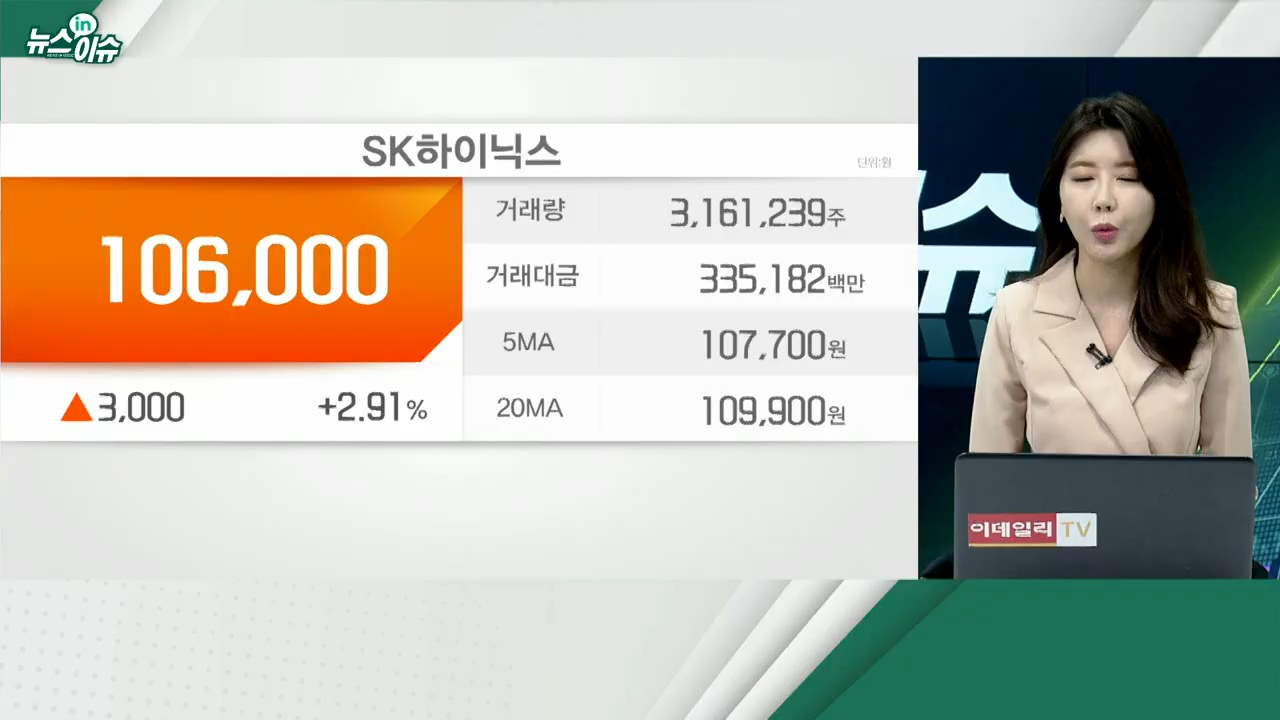 뉴스in이슈
SK하이닉스
단위:원
106,000
▲3,000 +2.91%
거래량 3,161,239주
거래대금 335,182백만
5MA 107,700원
20MA 109,900원
슈
이데일리TV